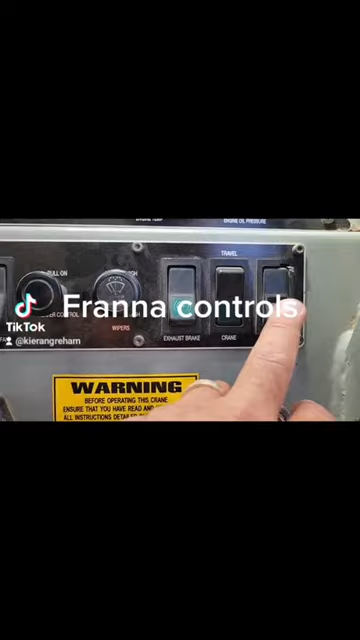 ENGINE OIL PRESSURE
TRAVEL
PULL ON
Franna controls
WIPERS
EXHAUST BRAKE
CRANE
TikTok
@kierangreham
WARNING
BEFORE OPERATING THIS CRANE
ENSURE THAT YOU HAVE READ AND
ALL INSTRUCTIONS